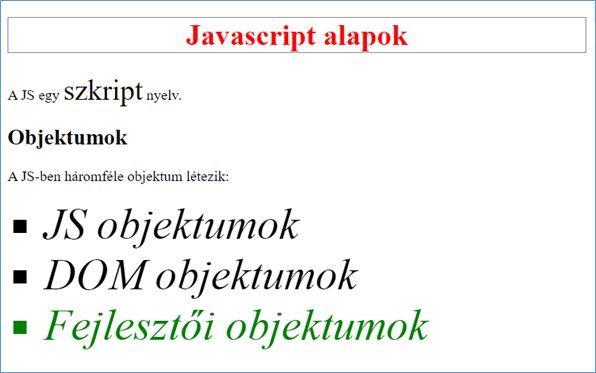 Javascript alapok
A JS egy szkript nyelv.
Objektumok
A JS-ben háromféle objektum létezik:
JS objektumok
DOM objektumok
Fejlesztői objektumok